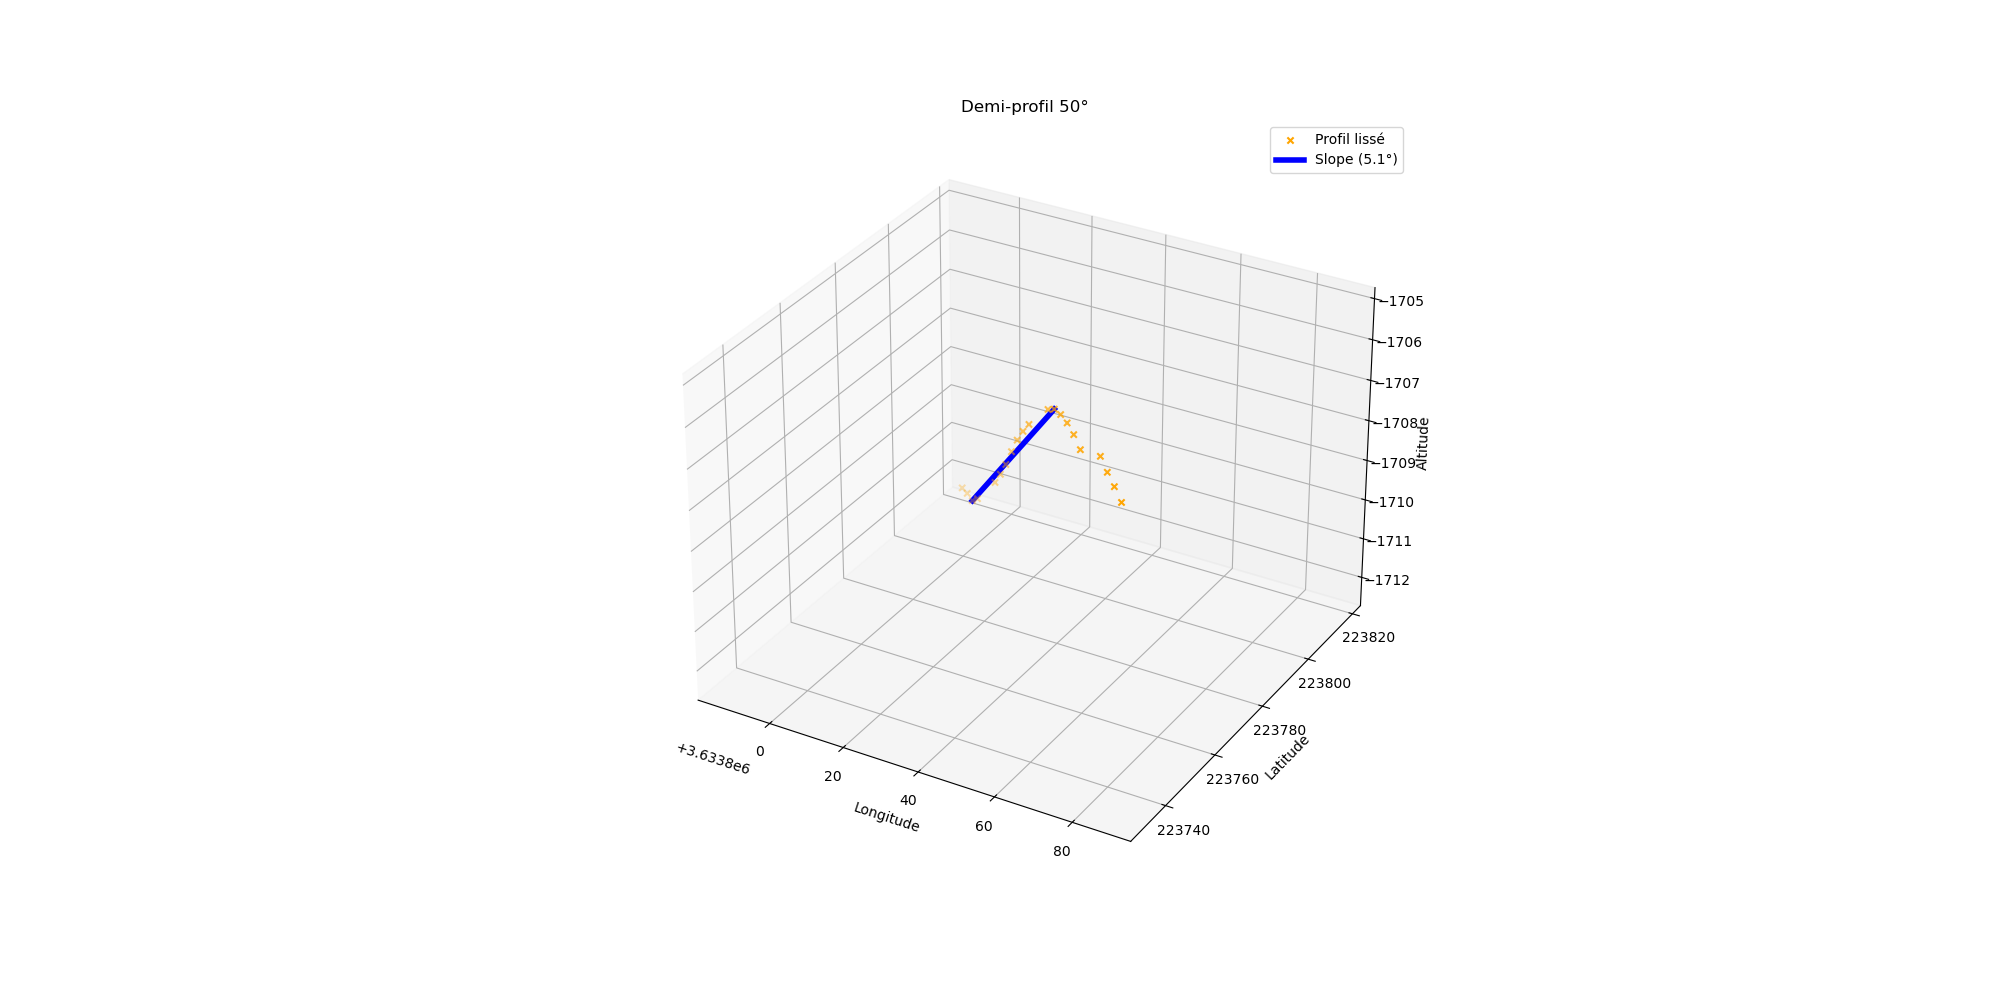 Demi-profil 50°
Profil lissé
Slope (5.1°)
−1705
−1706
−1707
−1708
−1709
−1710
−1711
−1712
Altitude
223820
223800
223780
223760
223740
Latitude
0
20
40
60
80
+3.6338e6
Longitude